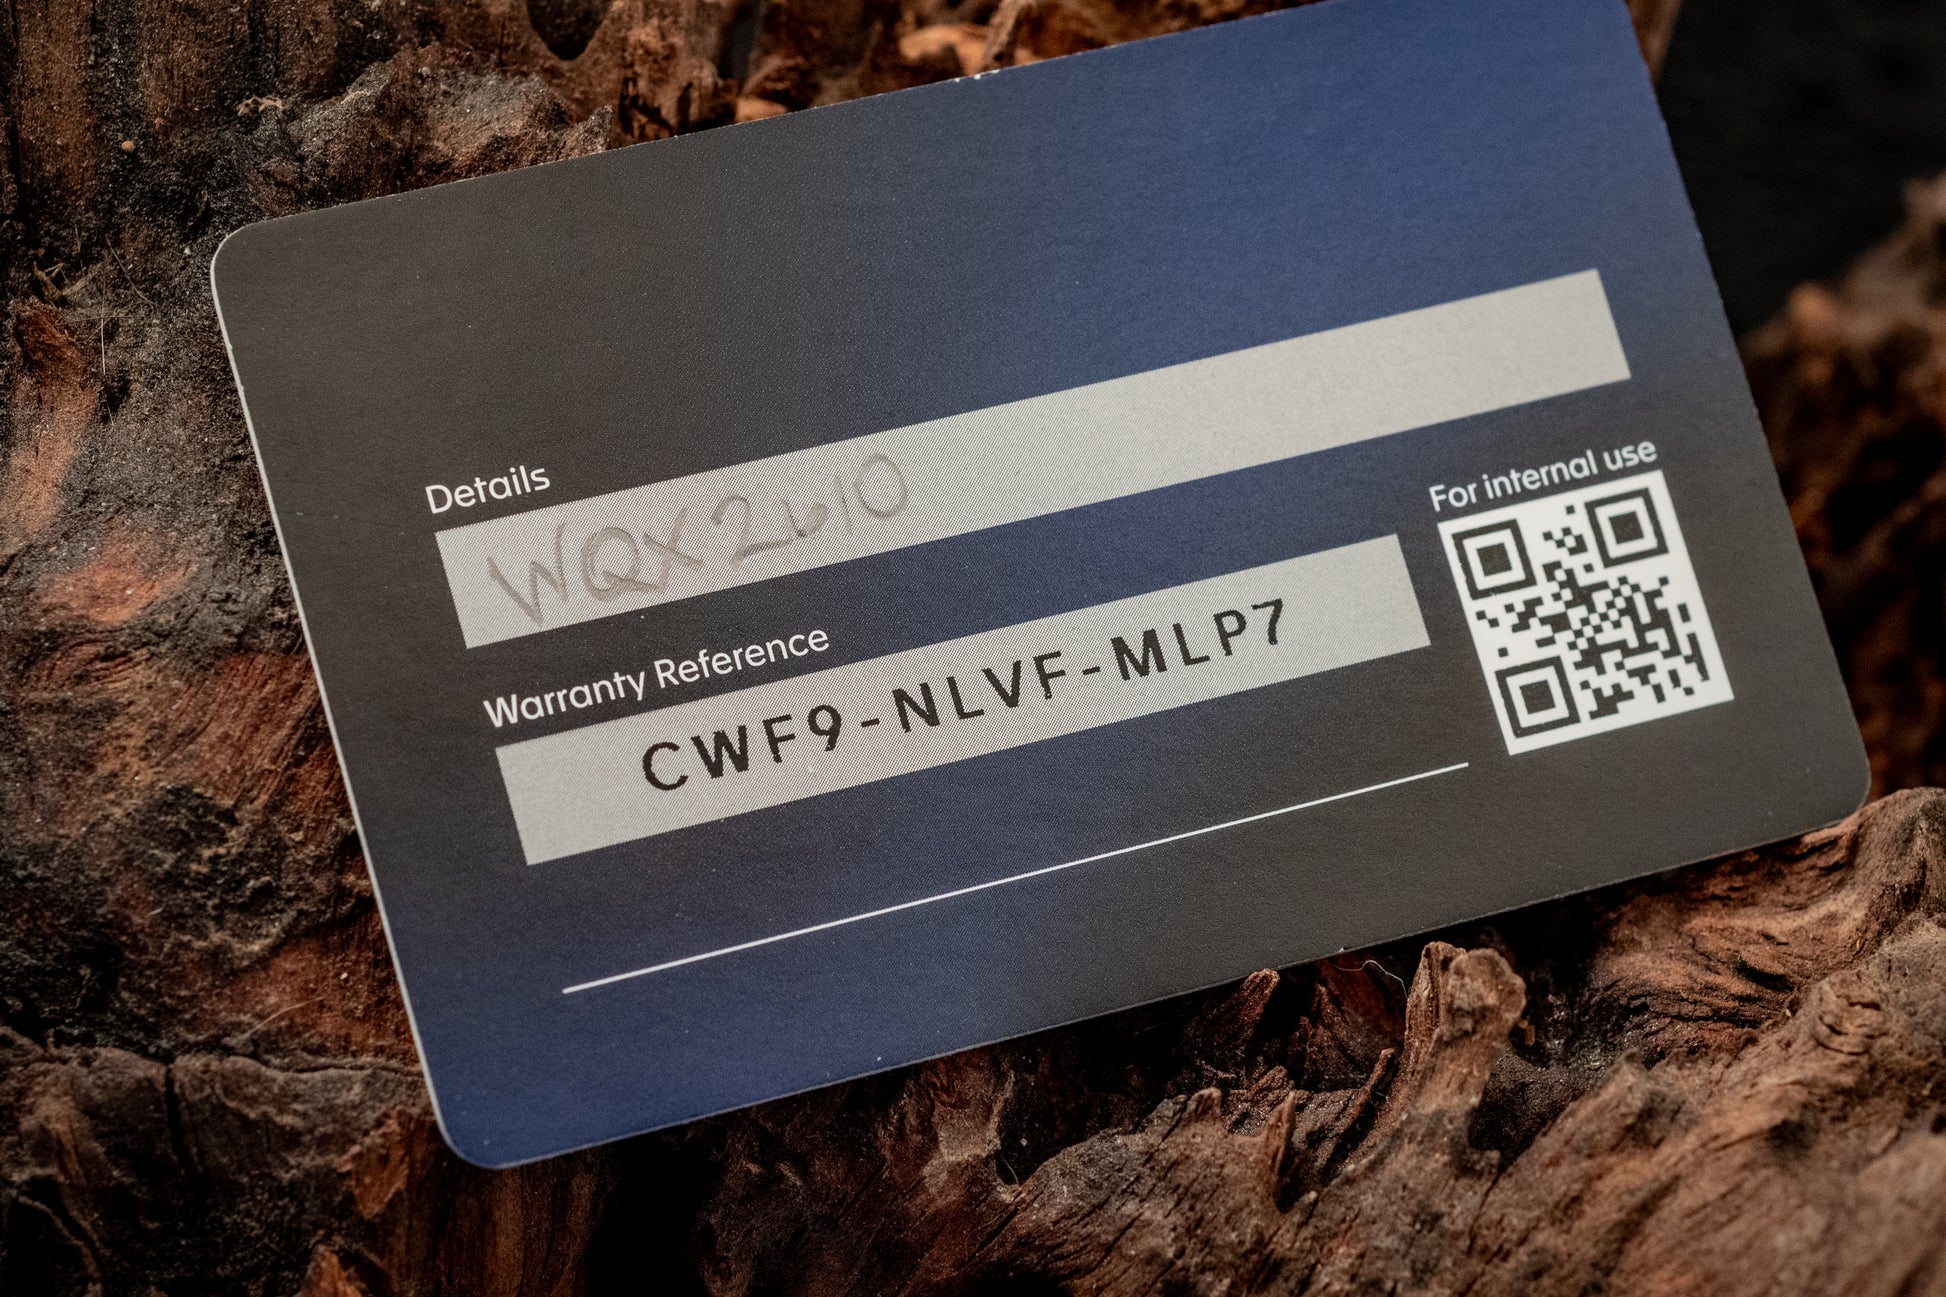 Details
WQX2610
For internal use
Warranty Reference
CWF9-NLVF-MLP7